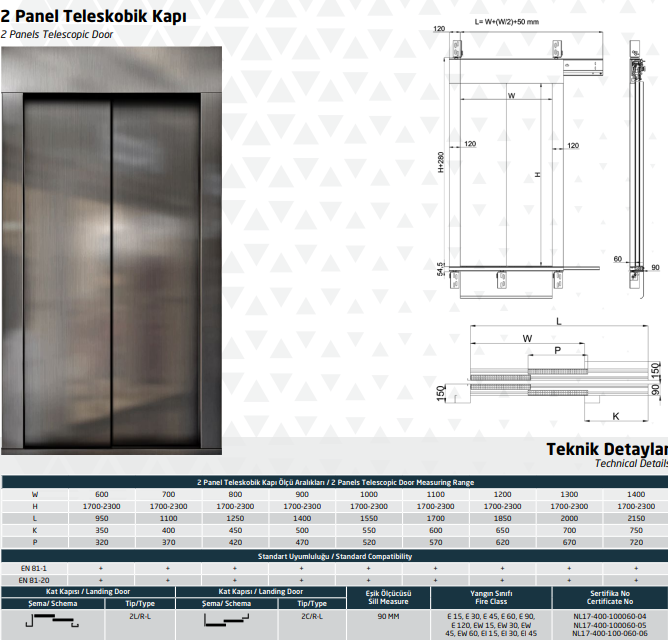 2 Panel Teleskobik Kapı
2 Panels Telescopic Door
L= W+(W/2)+50 mm
120
W
120
120
H+280
H
54,5
60
90
L
W
P
150
150
90
K
Teknik Detaylar
Technical Details
2 Panel Teleskobik Kapı Ölçü Aralıkları / 2 Panels Telescopic Door Measuring Range
W 600 700 800 900 1000 1100 1200 1300 1400
H 1700-2300 1700-2300 1700-2300 1700-2300 1700-2300 1700-2300 1700-2300 1700-2300 1700-2300
L 950 1100 1250 1400 1550 1700 1850 2000 2150
K 350 400 450 500 550 600 650 700 750
P 320 370 420 470 520 570 620 670 720
Standart Uyumluluğu / Standard Compatibility
EN 81-1 + + + + + + + + +
EN 81-20 + + + + + + + + +
Kat Kapısı / Landing Door Kat Kapısı / Landing Door Eşik Ölçücüsü Yangın Sınıfı Sertifika No
Sill Measure Fire Class Certificate No
Şema/ Schema Tip/Type Şema/ Schema Tip/Type
2L/R-L 2C/R-L 90 MM E 15, E 30, E 45, E 60, E 90, NL17-400-100060-04
E 120, EW 15, EW 30, EW NL17-400-100060-05
45, EW 60, EI 15, EI 30, EI 45 NL17-400-100-060-06